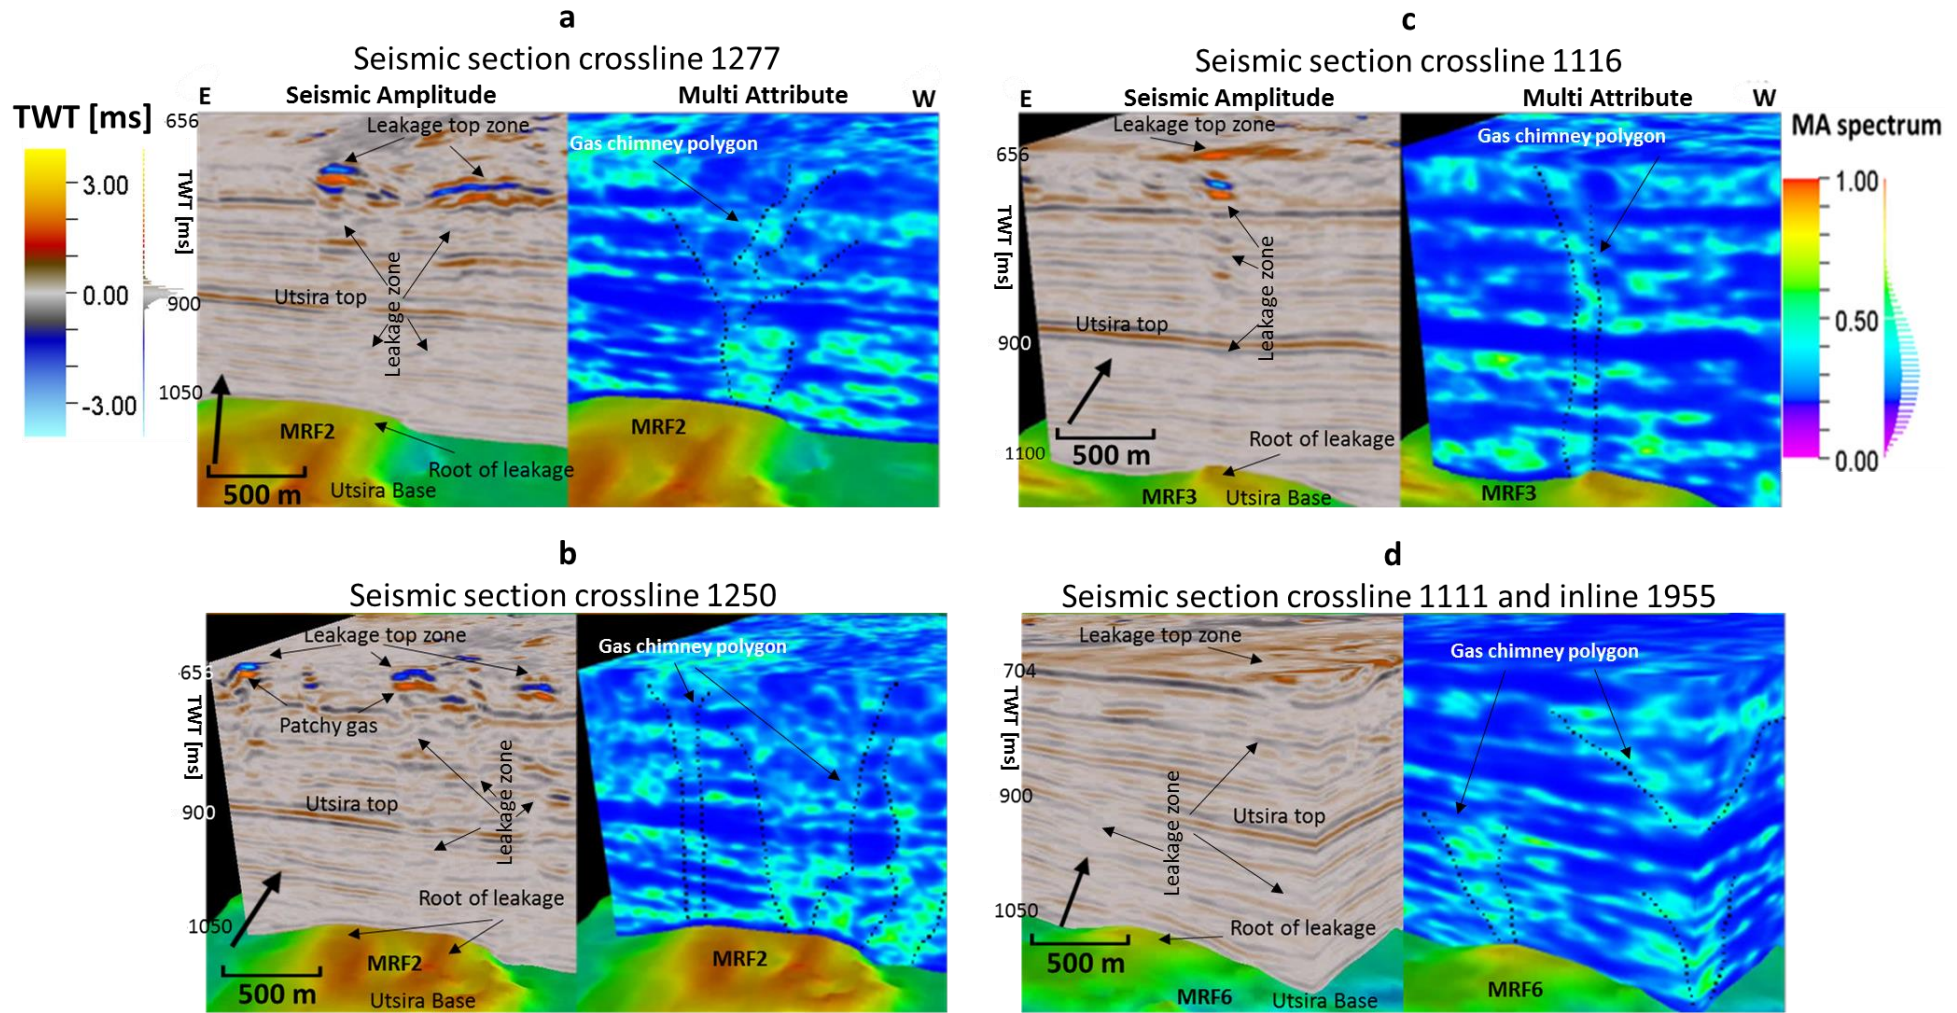 a
Seismic section crossline 1277
E
Seismic Amplitude
Multi Attribute
W
TWT [ms]
3.00
0.00
-3.00
656
TWT [ms]
900
1050
Leakage top zone
Gas chimney polygon
Utsira top
Leakage zone
MRF2
MRF2
Root of leakage
500 m
Utsira Base
c
Seismic section crossline 1116
E
Seismic Amplitude
Multi Attribute
W
MA spectrum
1.00
0.50
0.00
656
TWT [ms]
900
1100
Leakage top zone
Gas chimney polygon
Leakage zone
Utsira top
Root of leakage
500 m
MRF3
Utsira Base
MRF3
b
Seismic section crossline 1250
Leakage top zone
Gas chimney polygon
TWT [ms]
900
1050
Patchy gas
Leakage zone
Utsira top
Root of leakage
MRF2
MRF2
500 m
Utsira Base
d
Seismic section crossline 1111 and inline 1955
Leakage top zone
Gas chimney polygon
704
TWT [ms]
900
1050
Leakage zone
Utsira top
Root of leakage
500 m
MRF6
Utsira Base
MRF6